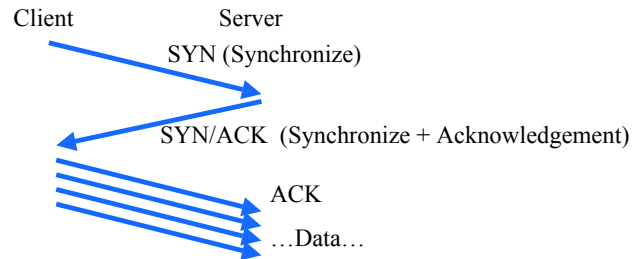 Client Server
SYN (Synchronize)
SYN/ACK (Synchronize + Acknowledgement)
ACK
…Data…